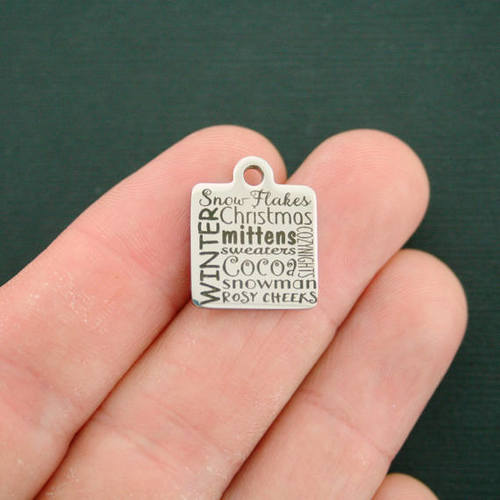 Snow Flakes
WINTER
Christmas
mittens
COZY NIGHTS
sweaters
Cocoa
snowman
ROSY CHEEKS